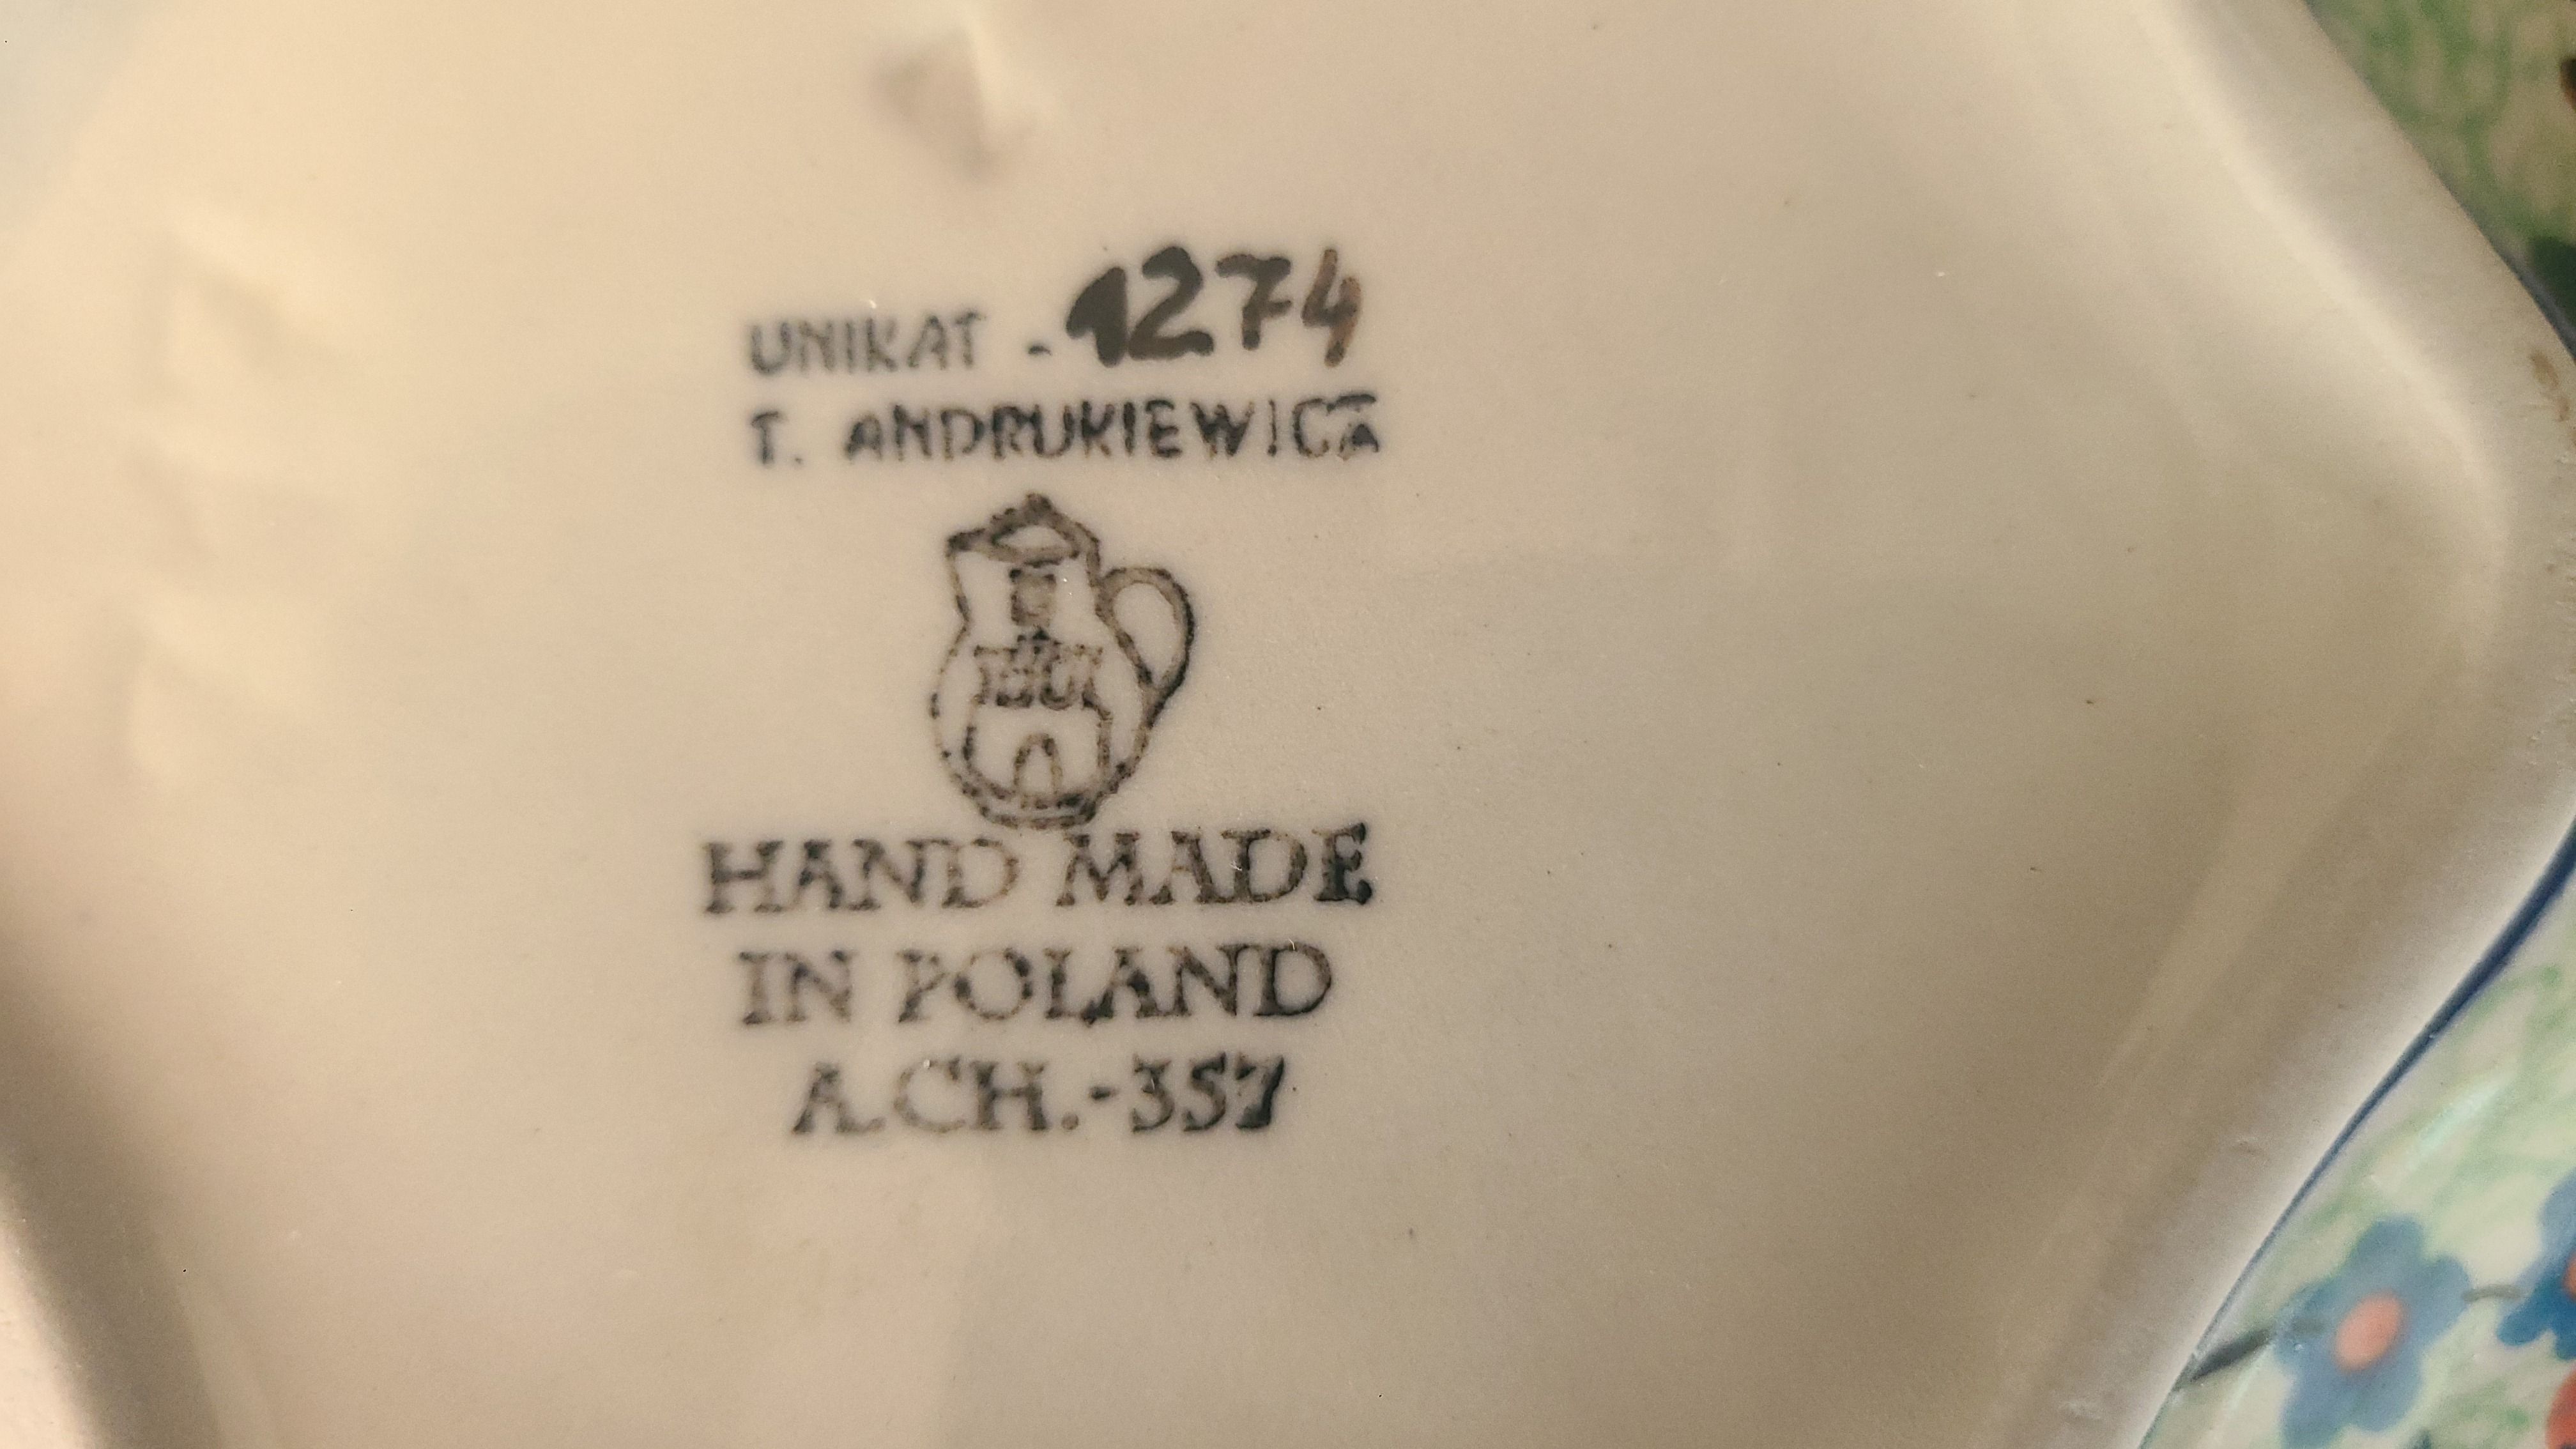 UNIKAT - 1274
T. ANDRUKIEWICZ
HAND MADE
IN POLAND
A.CH.-357